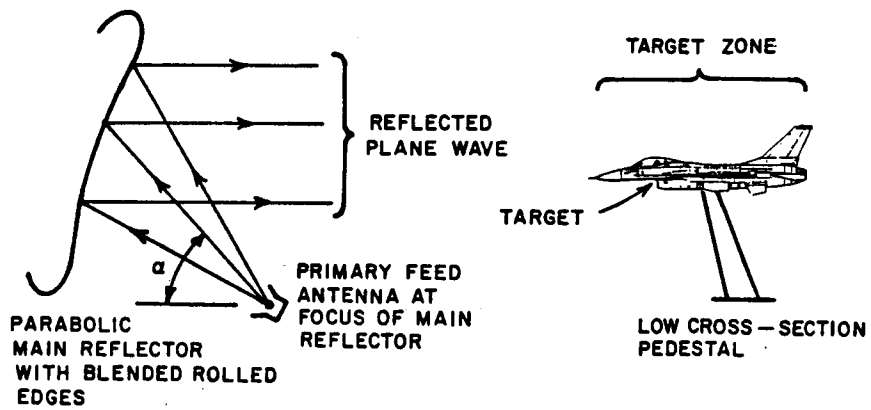 TARGET ZONE
REFLECTED
PLANE WAVE
TARGET
α
PRIMARY FEED
ANTENNA AT
FOCUS OF MAIN
REFLECTOR
PARABOLIC
MAIN REFLECTOR
WITH BLENDED ROLLED
EDGES
LOW CROSS-SECTION
PEDESTAL